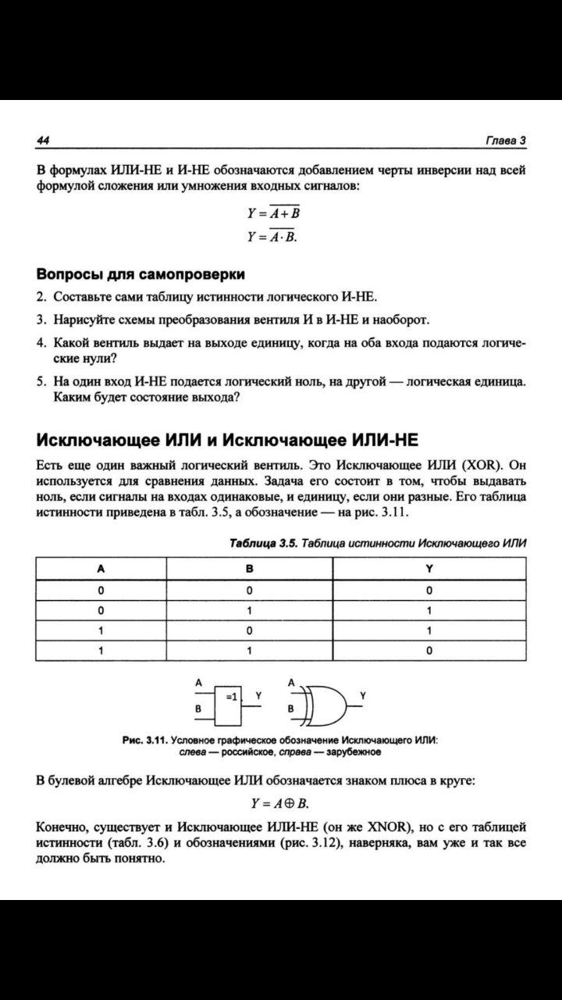 44
Глава 3
В формулах ИЛИ-НЕ и И-НЕ обозначаются добавлением черты инверсии над всей
формулой сложения или умножения входных сигналов:
Y = \overline{A + B}
Y = \overline{A · B}.
Вопросы для самопроверки
2. Составьте сами таблицу истинности логического И-НЕ.
3. Нарисуйте схемы преобразования вентиля И в И-НЕ и наоборот.
4. Какой вентиль выдает на выходе единицу, когда на оба входа подаются логиче-
ские нули?
5. На один вход И-НЕ подается логический ноль, на другой — логическая единица.
Каким будет состояние выхода?
Исключающее ИЛИ и Исключающее ИЛИ-НЕ
Есть еще один важный логический вентиль. Это Исключающее ИЛИ (XOR). Он
используется для сравнения данных. Задача его состоит в том, чтобы выдавать
ноль, если сигналы на входах одинаковые, и единицу, если они разные. Его таблица
истинности приведена в табл. 3.5, а обозначение — на рис. 3.11.
Таблица 3.5. Таблица истинности Исключающего ИЛИ
A B Y
0 0 0
0 1 1
1 0 1
1 1 0
A B =1 Y
A B Y
Рис. 3.11. Условное графическое обозначение Исключающего ИЛИ:
слева — российское, справа — зарубежное
В булевой алгебре Исключающее ИЛИ обозначается знаком плюса в круге:
Y = A ⊕ B.
Конечно, существует и Исключающее ИЛИ-НЕ (он же XNOR), но с его таблицей
истинности (табл. 3.6) и обозначениями (рис. 3.12), наверняка, вам уже и так все
должно быть понятно.